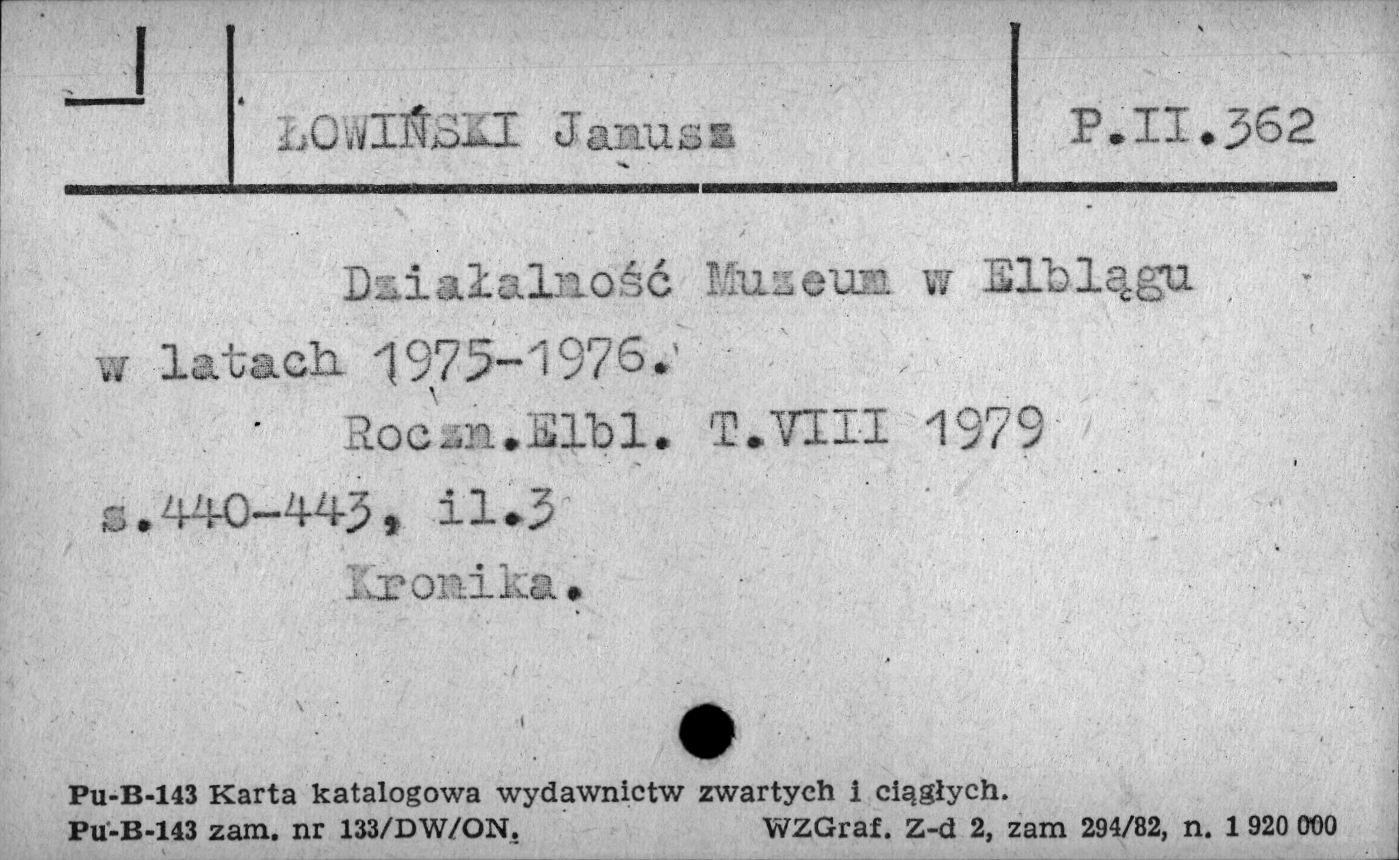 ŁOWIŃSKI Janusz P.II.362
Działalność Muzeum w Elblągu
w latach 1975-1976.
Roczn.Elbl. T.VIII 1979
s.440-443, il.3
Kronika.
Pu-B-143 Karta katalogowa wydawnictw zwartych i ciągłych.
Pu-B-143 zam. nr 133/DW/ON. WZGraf. Z-d 2, zam 294/82, n. 1 920 000